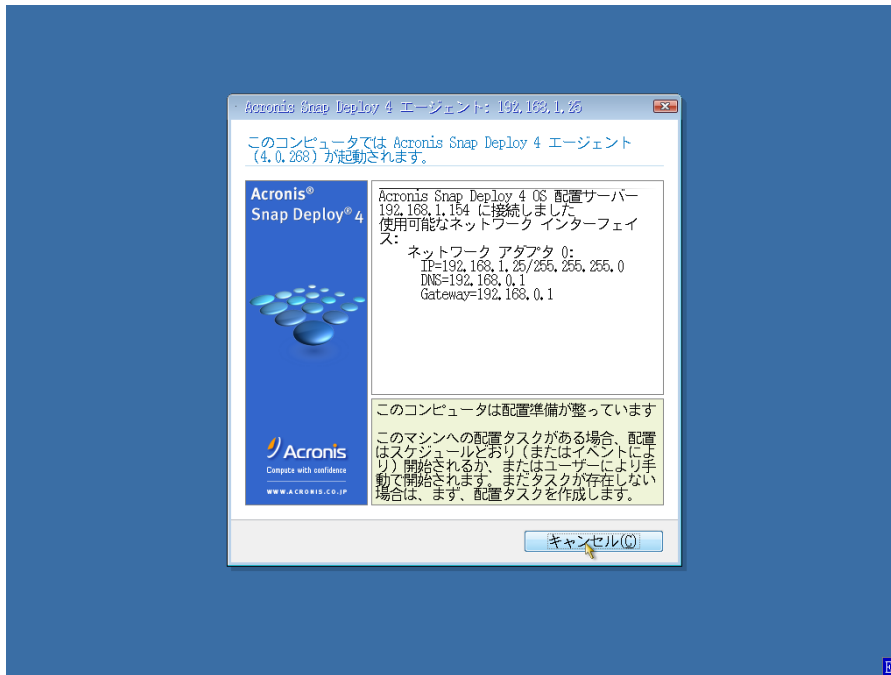 Acronis Snap Deploy 4 エージェント: 192.168.1.25
このコンピュータでは Acronis Snap Deploy 4 エージェント
(4.0.268) が起動されます。
Acronis®
Snap Deploy® 4
Acronis Snap Deploy 4 OS 配置サーバー
192.168.1.154 に接続しました
使用可能なネットワーク インターフェイ
ス:
ネットワーク アダプタ 0:
IP=192.168.1.25/255.255.255.0
DNS=192.168.0.1
Gateway=192.168.0.1
このコンピュータは配置準備が整っています
このマシンへの配置タスクがある場合、配置
はスケジュールどおり（またはイベントによ
り）開始されるか、またはユーザーにより手
動で開始されます。まだタスクが存在しない
場合は、まず、配置タスクを作成します。
Acronis
Compute with confidence
WWW.ACRONIS.CO.JP
キャンセル(C)
E